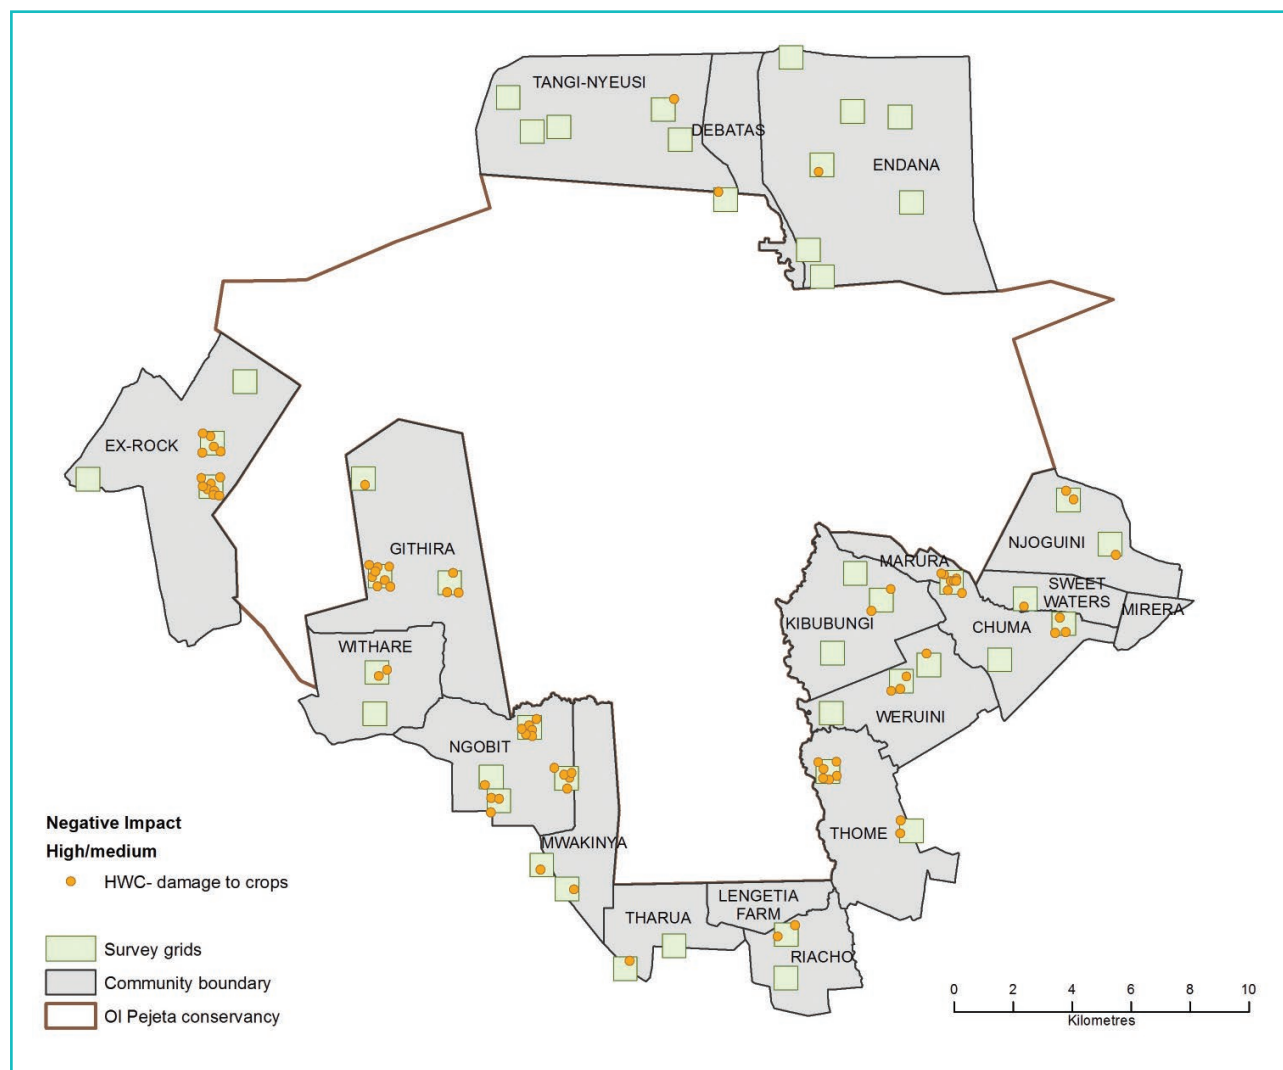 TANGI-NYEUSI
DEBATAS
ENDANA
EX-ROCK
GITHIRA
NJOGUINI
MARURA
SWEET
WATERS
MIRERA
KIBUBUNGI
CHUMA
WITHARE
WERUINI
NGOBIT
THOME
MWAKINYA
LENGETIA
FARM
THARUA
RIACHO
Negative Impact
High/medium
HWC- damage to crops
Survey grids
Community boundary
Ol Pejeta conservancy
0 2 4 6 8 10
Kilometres